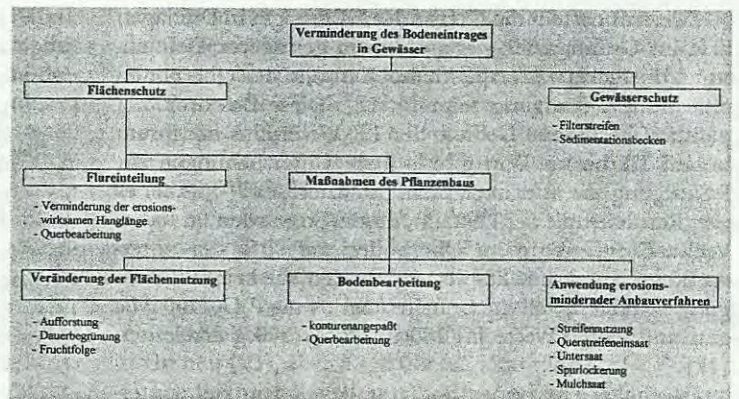 Verminderung des Bodeneintrages
in Gewässer
Flächenschutz
Gewässerschutz
- Filterstreifen
- Sedimentationsbecken
Flureinteilung
Maßnahmen des Pflanzenbaus
- Verminderung der erosions-
wirksamen Hanglänge
- Querbearbeitung
Veränderung der Flächennutzung
Bodenbearbeitung
Anwendung erosions-
mindernder Anbauverfahren
- Aufforstung
- Dauerbegrünung
- Fruchtfolge
- konturenangepaßt
- Querbearbeitung
- Streifennutzung
- Querstreifeneinsaat
- Untersaat
- Spurlockerung
- Mulchsaat